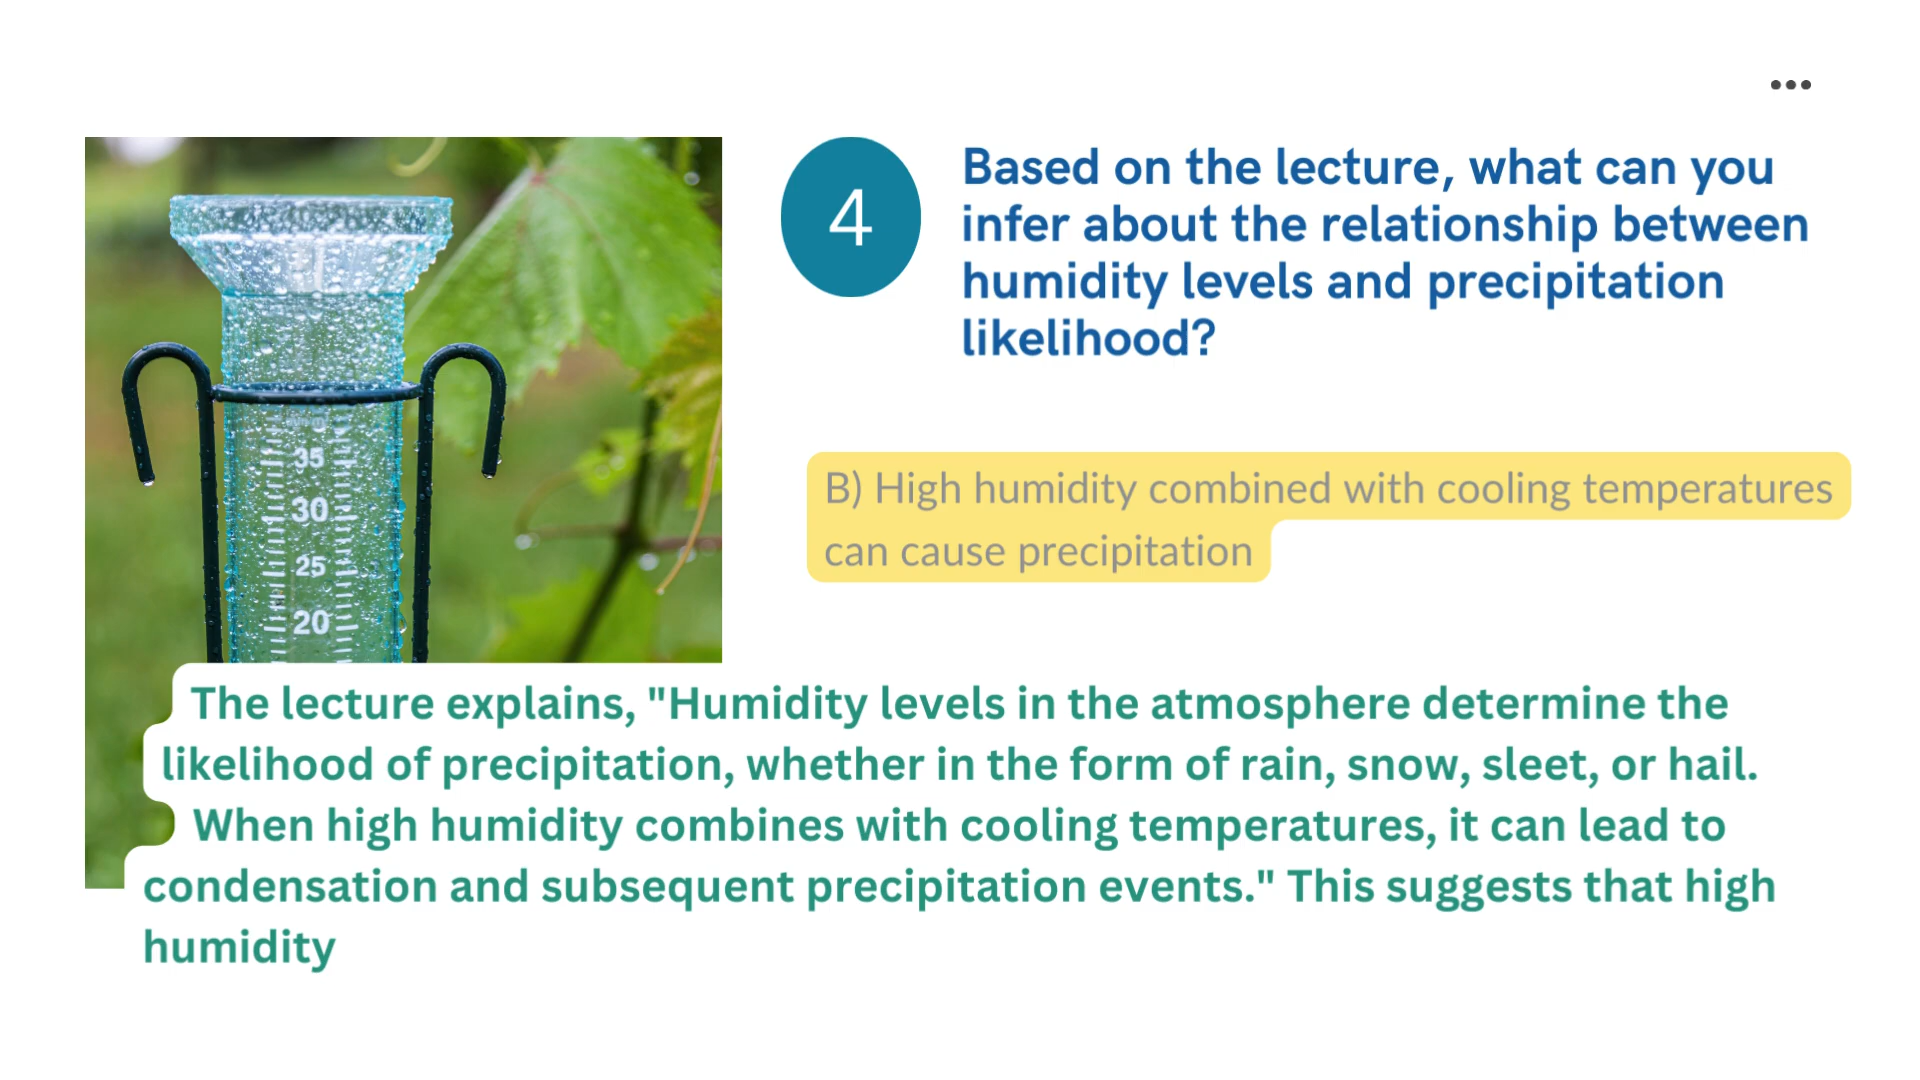 4
Based on the lecture, what can you
infer about the relationship between
humidity levels and precipitation
likelihood?
B) High humidity combined with cooling temperatures
can cause precipitation
35
30
25
20
The lecture explains, "Humidity levels in the atmosphere determine the
likelihood of precipitation, whether in the form of rain, snow, sleet, or hail.
When high humidity combines with cooling temperatures, it can lead to
condensation and subsequent precipitation events." This suggests that high
humidity